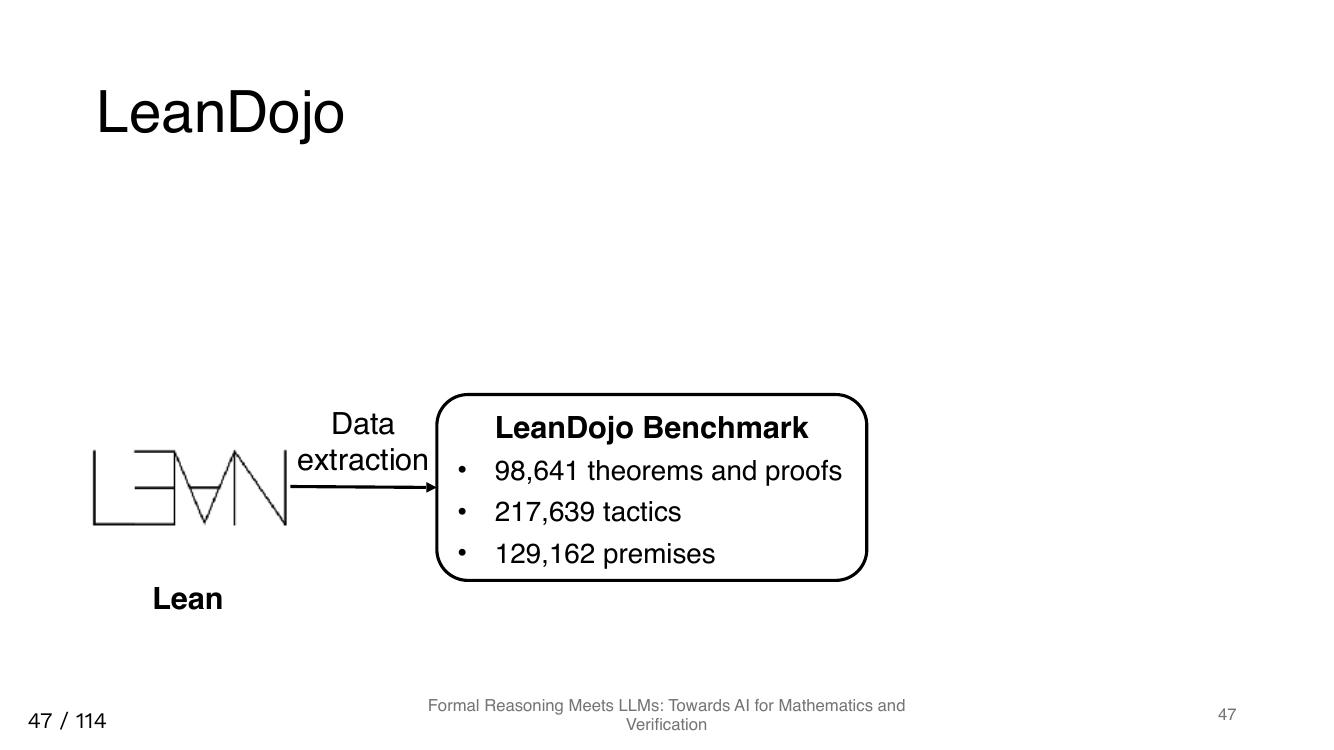 LeanDojo
Data
extraction
LEAN
Lean
LeanDojo Benchmark
• 98,641 theorems and proofs
• 217,639 tactics
• 129,162 premises
47 / 114
Formal Reasoning Meets LLMs: Towards AI for Mathematics and
Verification
47